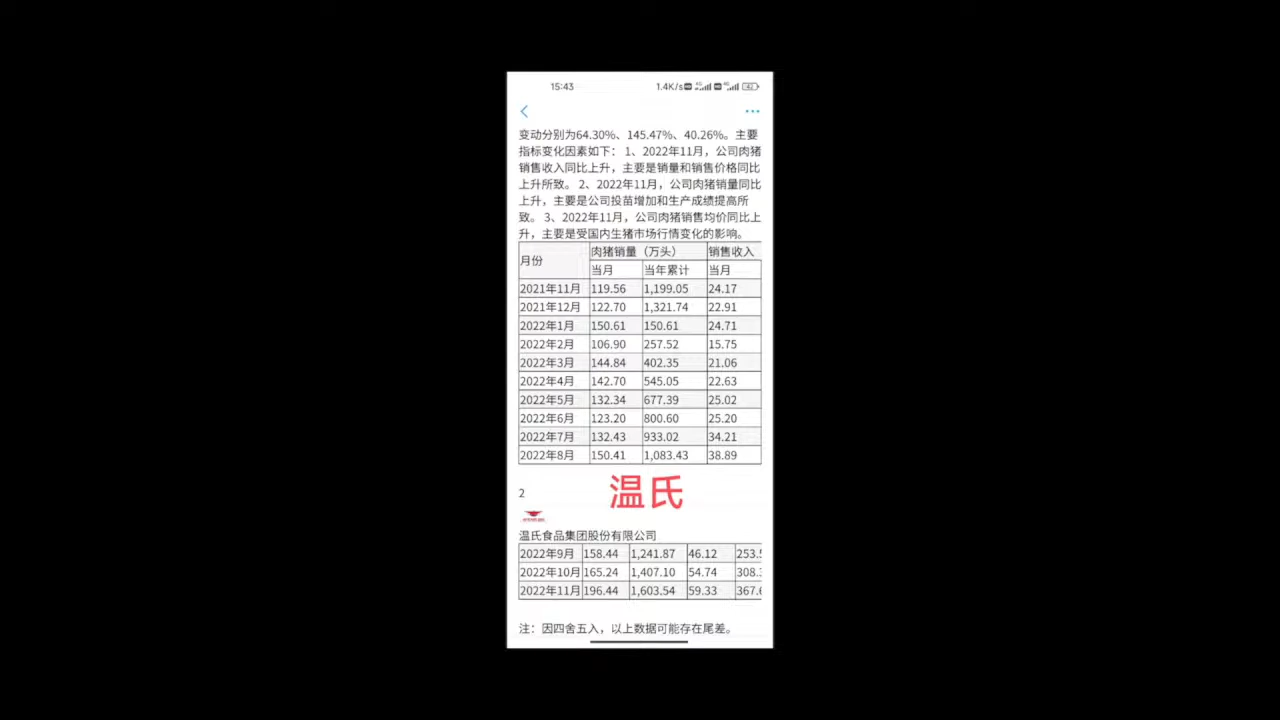 15:43 1.4K/s 4G 4G 42
变动分别为64.30%、145.47%、40.26%。主要
指标变化因素如下： 1、2022年11月，公司肉猪
销售收入同比上升，主要是销量和销售价格同比
上升所致。 2、2022年11月，公司肉猪销量同比
上升，主要是公司投苗增加和生产成绩提高所
致。 3、2022年11月，公司肉猪销售均价同比上
升，主要是受国内生猪市场行情变化的影响。
月份 肉猪销量（万头） 销售收入
当月 当年累计 当月
2021年11月 119.56 1,199.05 24.17
2021年12月 122.70 1,321.74 22.91
2022年1月 150.61 150.61 24.71
2022年2月 106.90 257.52 15.75
2022年3月 144.84 402.35 21.06
2022年4月 142.70 545.05 22.63
2022年5月 132.34 677.39 25.02
2022年6月 123.20 800.60 25.20
2022年7月 132.43 933.02 34.21
2022年8月 150.41 1,083.43 38.89
2 温氏
温氏食品集团股份有限公司
2022年9月 158.44 1,241.87 46.12 253.5
2022年10月 165.24 1,407.10 54.74 308.
2022年11月 196.44 1,603.54 59.33 367.6
注：因四舍五入，以上数据可能存在尾差。